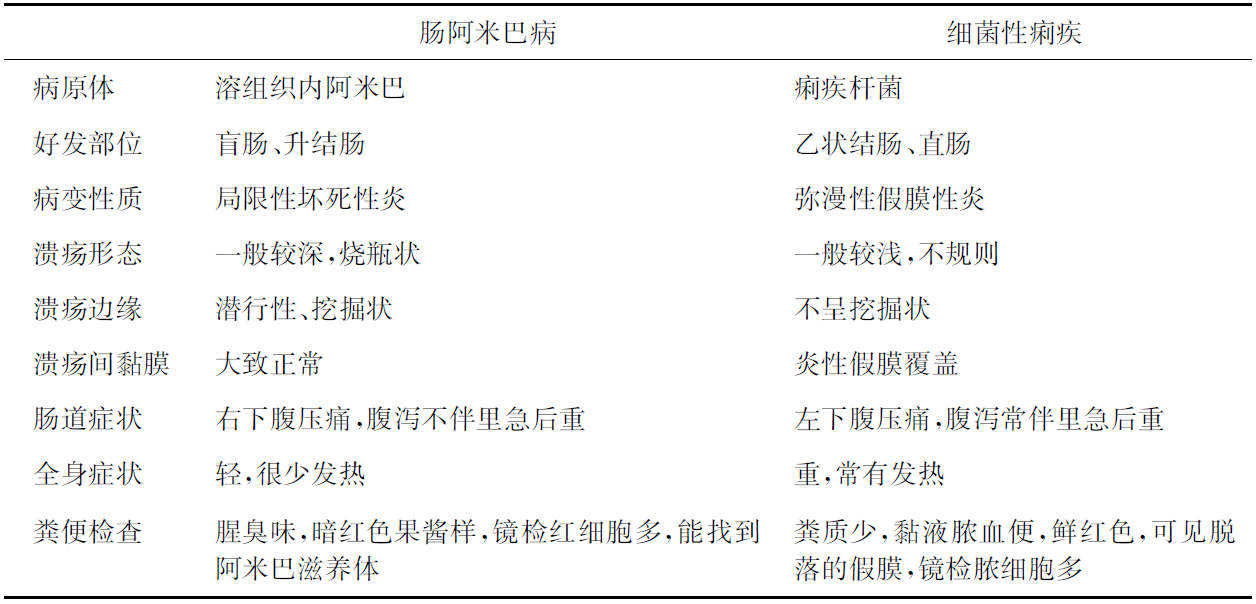 肠阿米巴病 细菌性痢疾
病原体 溶组织内阿米巴 痢疾杆菌
好发部位 盲肠、升结肠 乙状结肠、直肠
病变性质 局限性坏死性炎 弥漫性假膜性炎
溃疡形态 一般较深,烧瓶状 一般较浅,不规则
溃疡边缘 潜行性、挖掘状 不呈挖掘状
溃疡间黏膜 大致正常 炎性假膜覆盖
肠道症状 右下腹压痛,腹泻不伴里急后重 左下腹压痛,腹泻常伴里急后重
全身症状 轻,很少发热 重,常有发热
粪便检查 腥臭味,暗红色果酱样,镜检红细胞多,能找到 粪质少,黏液脓血便,鲜红色,可见脱
阿米巴滋养体 落的假膜,镜检脓细胞多